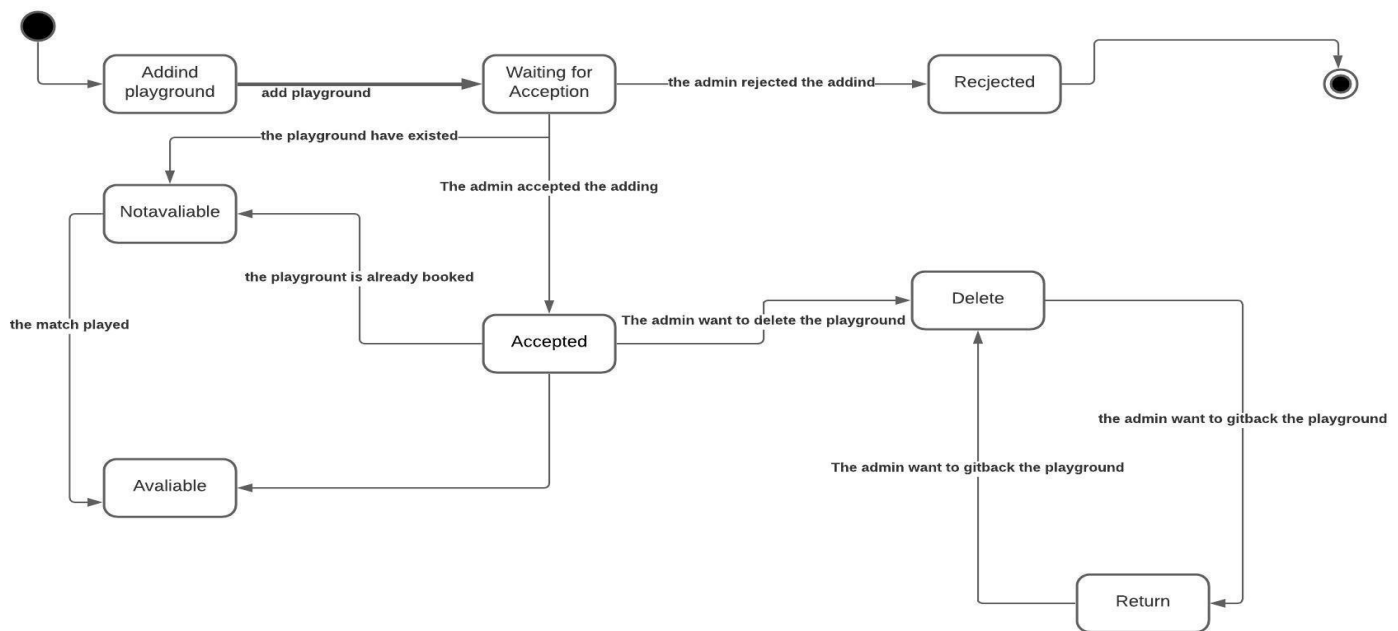 Addind
playground
add playground
Waiting for
Acception
the admin rejected the addind
Recjected
the playground have existed
The admin accepted the adding
Notavaliable
the playgrount is already booked
the match played
Accepted
The admin want to delete the playground
Delete
the admin want to gitback the playground
The admin want to gitback the playground
Avaliable
Return